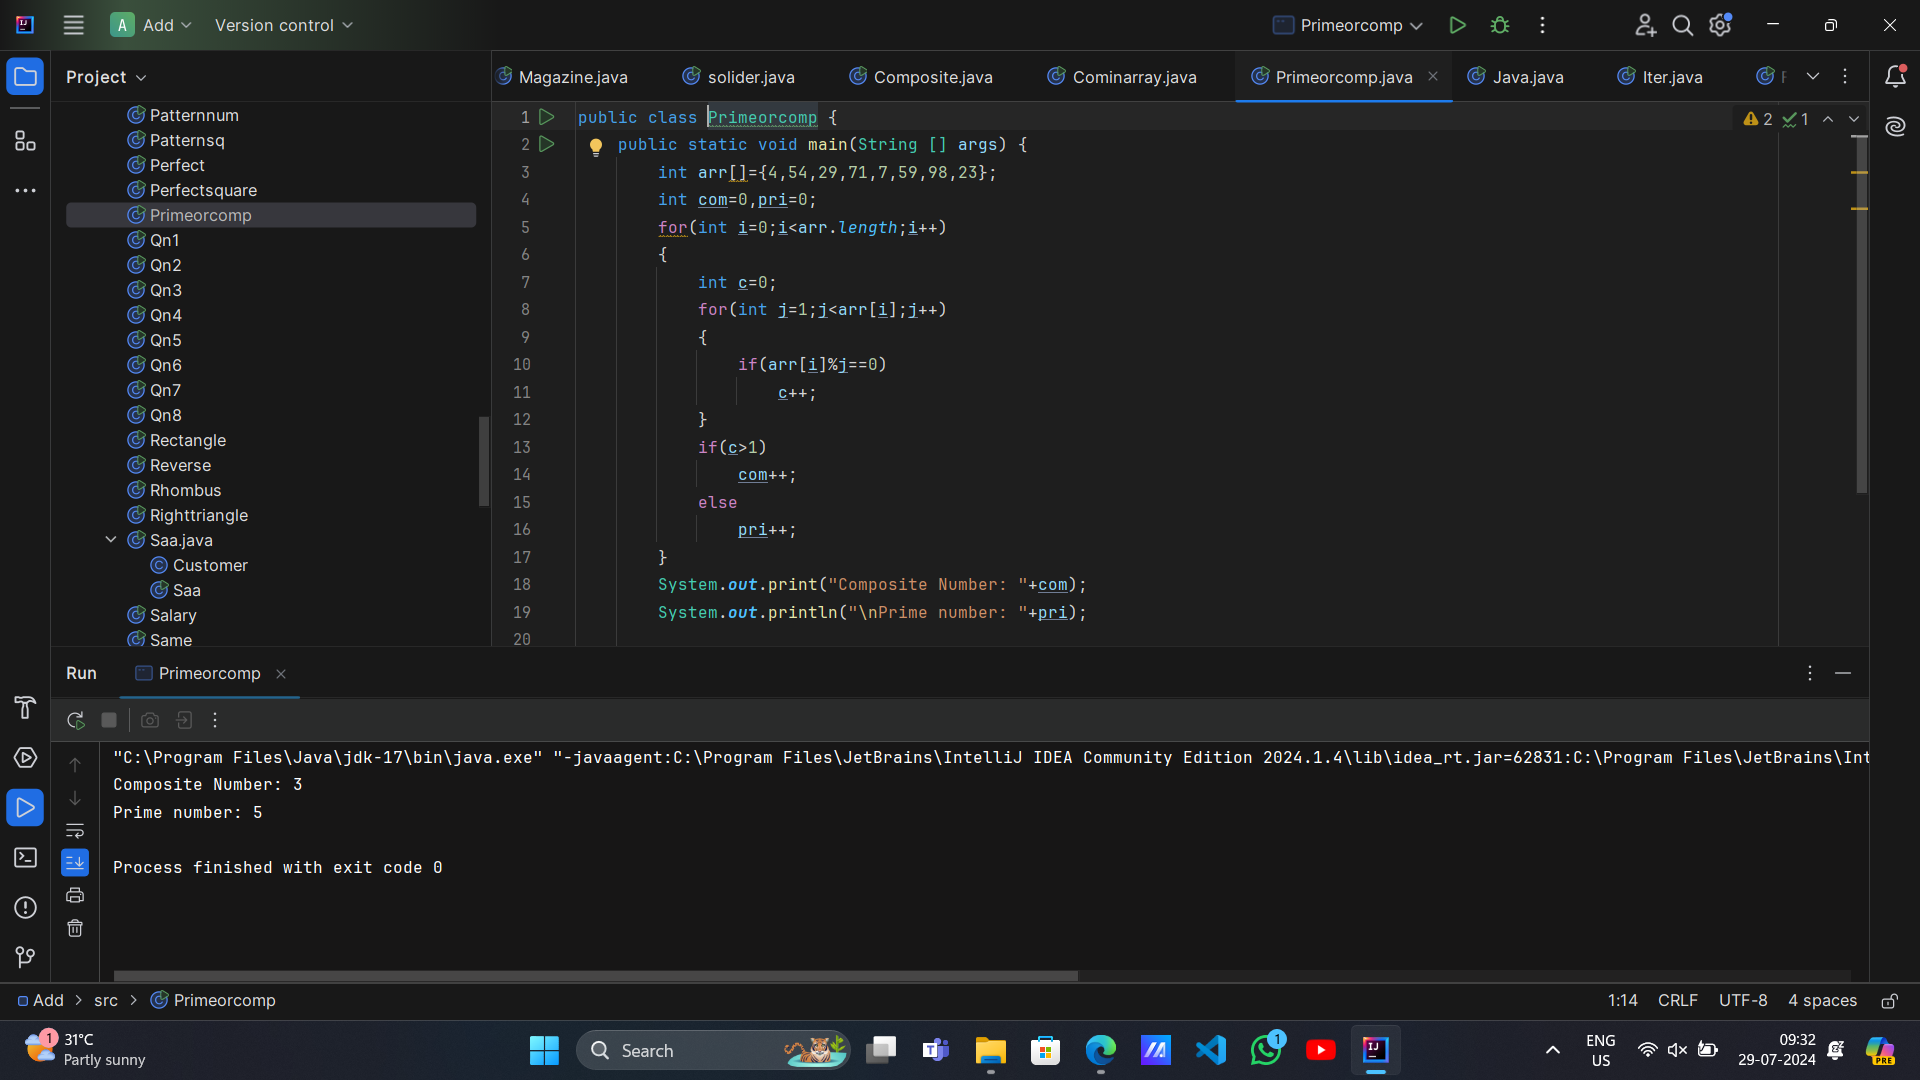 A Add Version control Primeorcomp
Project
Magazine.java solider.java Composite.java Cominarray.java Primeorcomp.java Java.java Iter.java
Patternnum
Patternsq
Perfect
Perfectsquare
Primeorcomp
Qn1
Qn2
Qn3
Qn4
Qn5
Qn6
Qn7
Qn8
Rectangle
Reverse
Rhombus
Righttriangle
Saa.java
Customer
Saa
Salary
Same
1 public class Primeorcomp {
2 public static void main(String [] args) {
3 int arr[]={4,54,29,71,7,59,98,23};
4 int com=0,pri=0;
5 for(int i=0;i<arr.length;i++)
6 {
7 int c=0;
8 for(int j=1;j<arr[i];j++)
9 {
10 if(arr[i]%j==0)
11 c++;
12 }
13 if(c>1)
14 com++;
15 else
16 pri++;
17 }
18 System.out.print("Composite Number: "+com);
19 System.out.println("\nPrime number: "+pri);
20
2 1
Run Primeorcomp
"C:\Program Files\Java\jdk-17\bin\java.exe" "-javaagent:C:\Program Files\JetBrains\IntelliJ IDEA Community Edition 2024.1.4\lib\idea_rt.jar=62831:C:\Program Files\JetBrains\Int
Composite Number: 3
Prime number: 5
Process finished with exit code 0
Add src Primeorcomp 1:14 CRLF UTF-8 4 spaces
1 31°C
Partly sunny
Search
1
ENG
US
09:32
29-07-2024
PRE